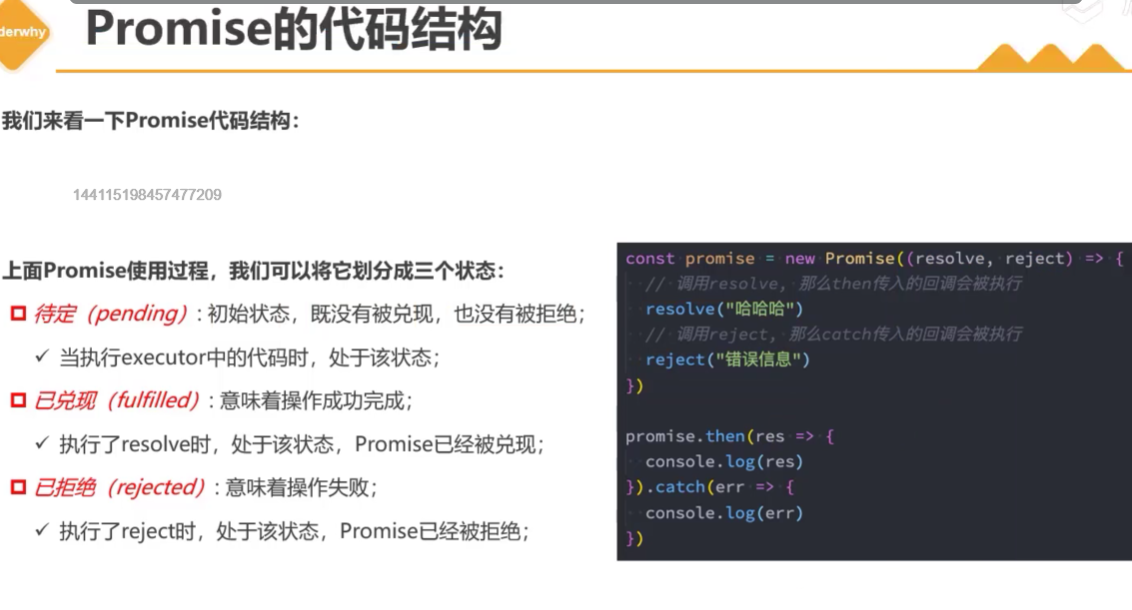 derwhy
Promise的代码结构
我们来看一下Promise代码结构：
144115198457477209
上面Promise使用过程，我们可以将它划分成三个状态：
待定（pending）: 初始状态，既没有被兑现，也没有被拒绝；
✓ 当执行executor中的代码时，处于该状态；
已兑现（fulfilled）: 意味着操作成功完成；
✓ 执行了resolve时，处于该状态，Promise已经被兑现；
已拒绝（rejected）: 意味着操作失败；
✓ 执行了reject时，处于该状态，Promise已经被拒绝；
const promise = new Promise((resolve, reject) => {
// 调用resolve, 那么then传入的回调会被执行
resolve("哈哈哈")
// 调用reject, 那么catch传入的回调会被执行
reject("错误信息")
})
promise.then(res => {
console.log(res)
}).catch(err => {
console.log(err)
})